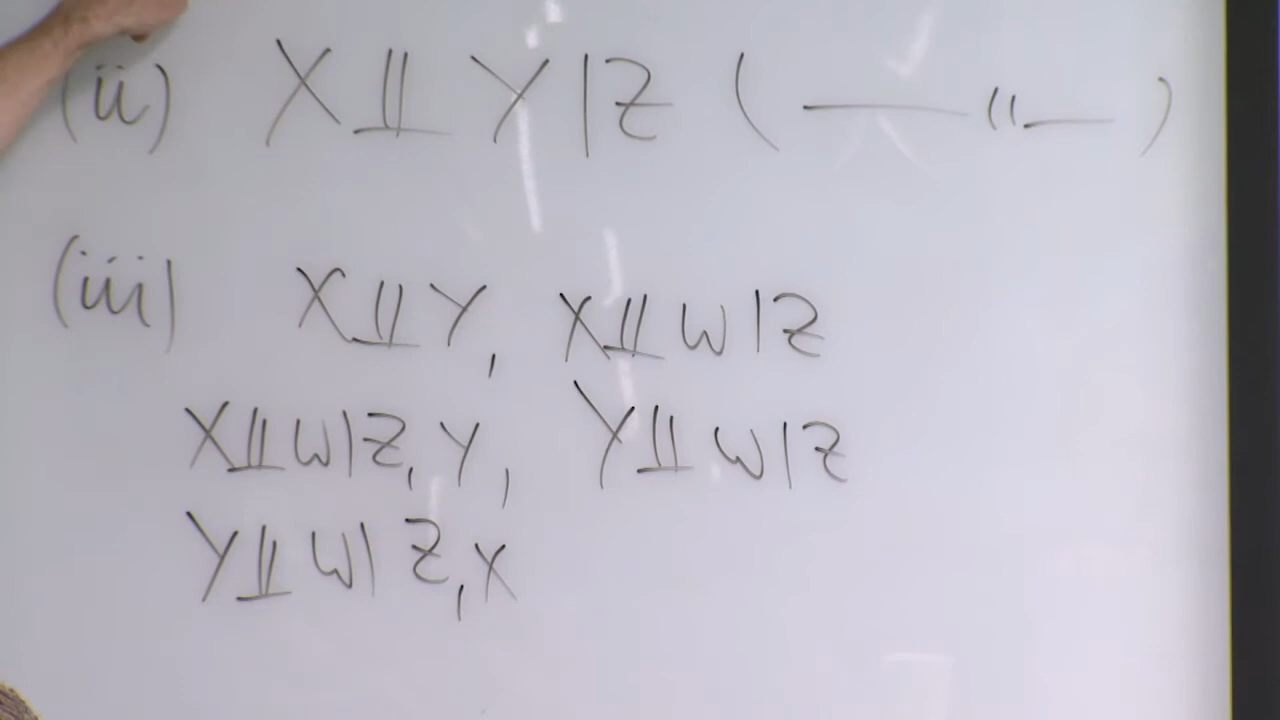 (ii) X ⫫ Y | Z ( — " — )
(iii) X ⫫ Y, X ⫫ W | Z
X ⫫ W | Z, Y, Y ⫫ W | Z
Y ⫫ W | Z, X